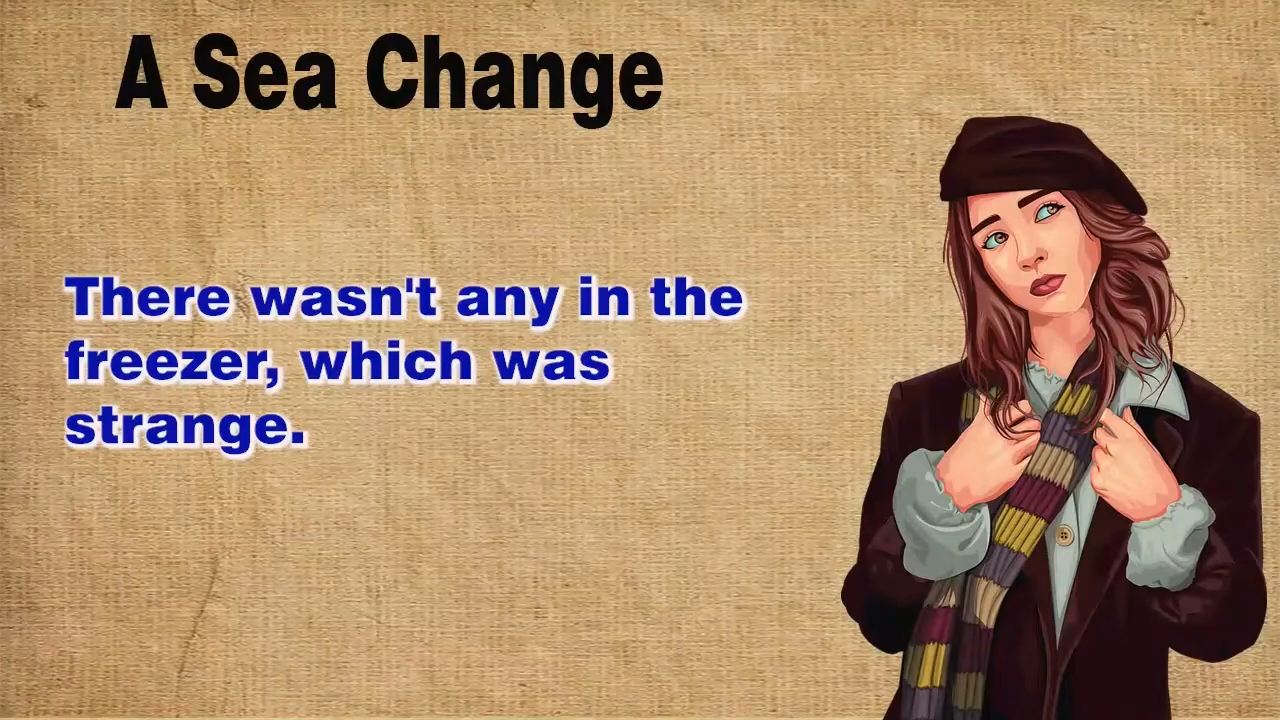 A Sea Change
There wasn't any in the
freezer, which was
strange.